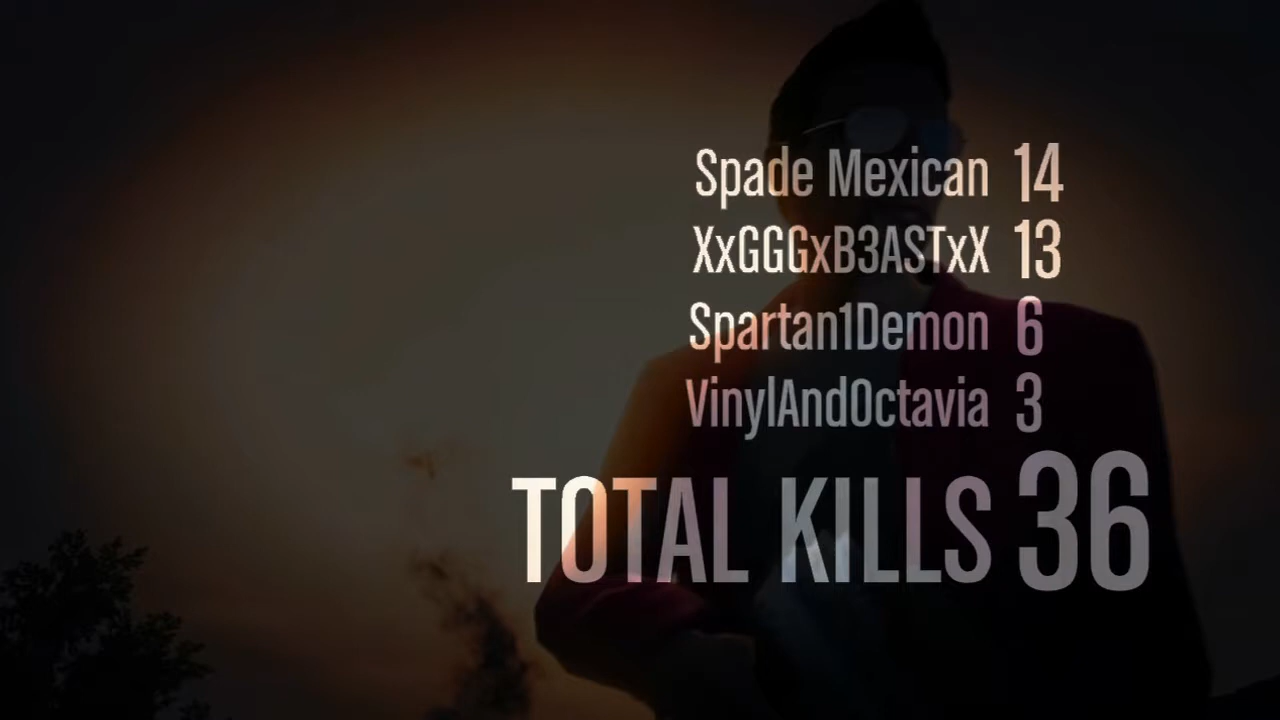 Spade Mexican 14
XxGGGxB3ASTxX 13
Spartan1Demon 6
VinylAndOctavia 3
TOTAL KILLS 36